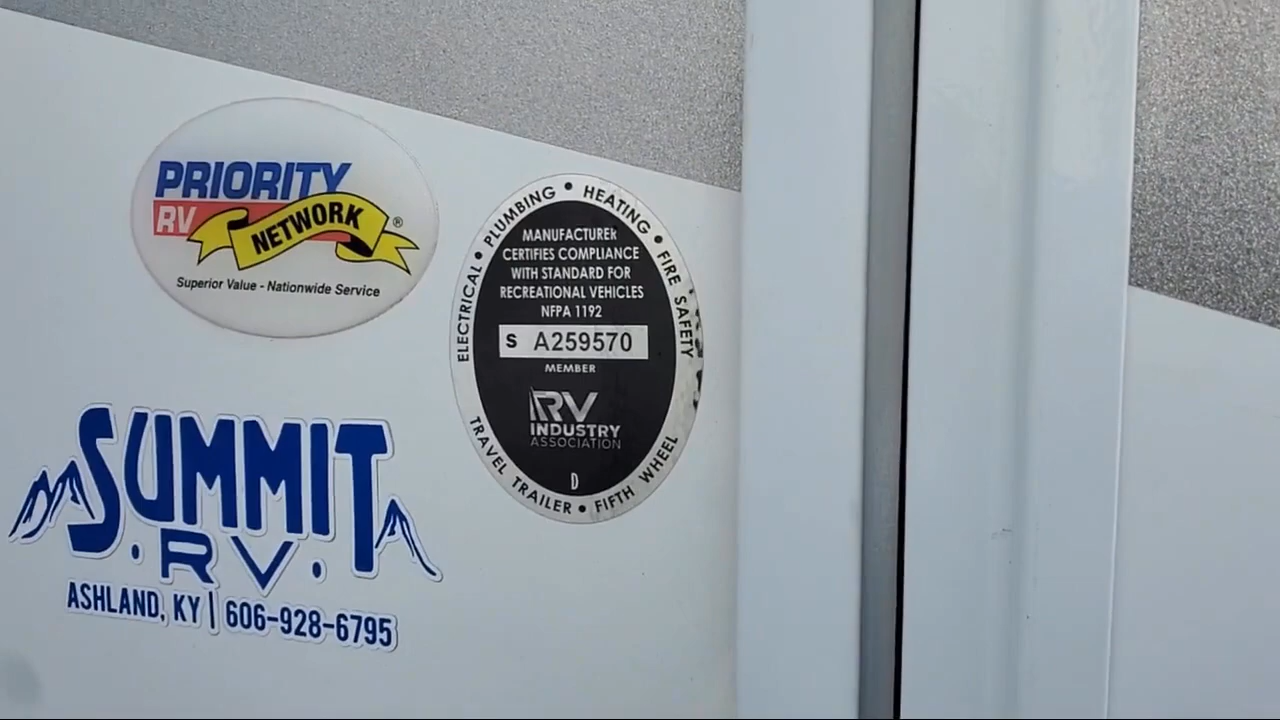 PRIORITY
RV
NETWORK®
Superior Value - Nationwide Service
ELECTRICAL • PLUMBING • HEATING • FIRE SAFETY
MANUFACTURER
CERTIFIES COMPLIANCE
WITH STANDARD FOR
RECREATIONAL VEHICLES
NFPA 1192
S A259570
MEMBER
RV
INDUSTRY
ASSOCIATION
D
TRAVEL TRAILER • FIFTH WHEEL
SUMMIT
. R V .
ASHLAND, KY | 606-928-6795